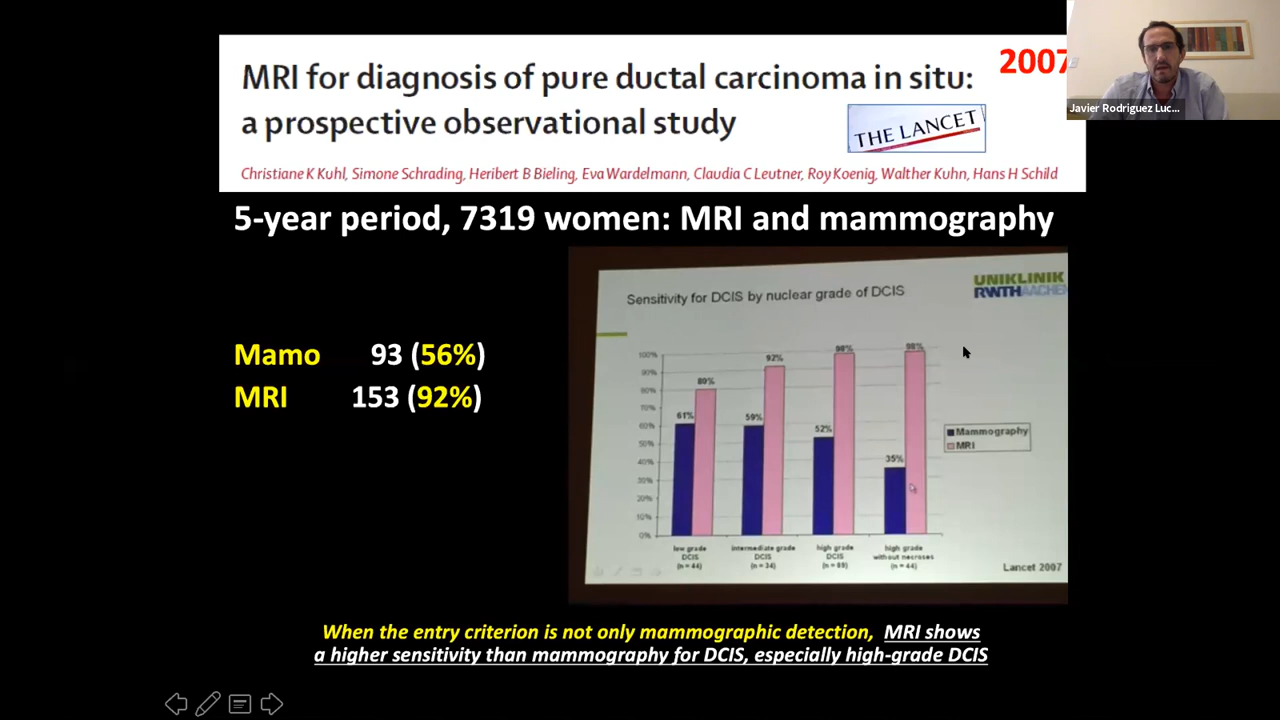 2007
Javier Rodriguez Luc...
MRI for diagnosis of pure ductal carcinoma in situ:
a prospective observational study
THE LANCET
Christiane K Kuhl, Simone Schrading, Heribert B Bieling, Eva Wardelmann, Claudia C Leutner, Roy Koenig, Walther Kuhn, Hans H Schild
5-year period, 7319 women: MRI and mammography
UNIKLINIK
RWTHAACHEN
Sensitivity for DCIS by nuclear grade of DCIS
Mamo 93 (56%)
MRI 153 (92%)
100%
90%
80%
70%
60%
50%
40%
30%
20%
10%
0%
61%
80%
59%
92%
52%
98%
35%
98%
Mammography
MRI
low grade
DCIS
(n = 44)
intermediate grade
DCIS
(n = 34)
high grade
DCIS
(n = 89)
high grade
without necroses
(n = 44)
Lancet 2007
When the entry criterion is not only mammographic detection, MRI shows
a higher sensitivity than mammography for DCIS, especially high-grade DCIS